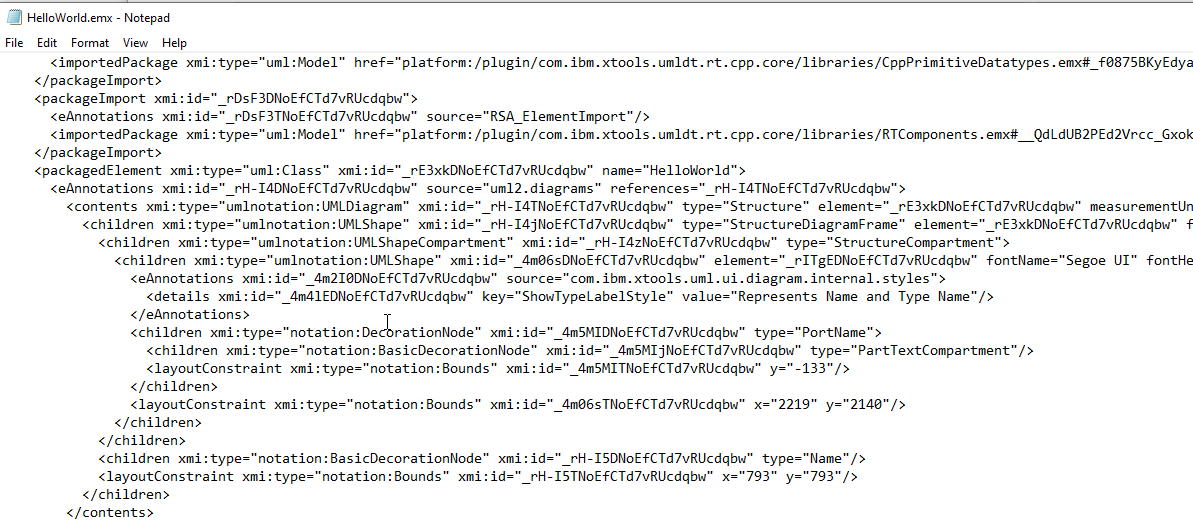 HelloWorld.emx - Notepad
File Edit Format View Help
<importedPackage xmi:type="uml:Model" href="platform:/plugin/com.ibm.xtools.umldt.rt.cpp.core/libraries/CppPrimitiveDatatypes.emx#_f0875BKyEdya
</packageImport>
<packageImport xmi:id="_rDsF3DNoEfCTd7vRUcdqbw">
<eAnnotations xmi:id="_rDsF3TNoEfCTd7vRUcdqbw" source="RSA_ElementImport"/>
<importedPackage xmi:type="uml:Model" href="platform:/plugin/com.ibm.xtools.umldt.rt.cpp.core/libraries/RTComponents.emx#__QdLdUB2PEd2Vrcc_Gxok
</packageImport>
<packagedElement xmi:type="uml:Class" xmi:id="_rE3xkDNoEfCTd7vRUcdqbw" name="HelloWorld">
<eAnnotations xmi:id="_rH-I4DNoEfCTd7vRUcdqbw" source="uml2.diagrams" references="_rH-I4TNoEfCTd7vRUcdqbw">
<contents xmi:type="umlnotation:UMLDiagram" xmi:id="_rH-I4TNoEfCTd7vRUcdqbw" type="Structure" element="_rE3xkDNoEfCTd7vRUcdqbw" measurementUn
<children xmi:type="umlnotation:UMLShape" xmi:id="_rH-I4jNoEfCTd7vRUcdqbw" type="StructureDiagramFrame" element="_rE3xkDNoEfCTd7vRUcdqbw" f
<children xmi:type="umlnotation:UMLShapeCompartment" xmi:id="_rH-I4zNoEfCTd7vRUcdqbw" type="StructureCompartment">
<children xmi:type="umlnotation:UMLShape" xmi:id="_4m06sDNoEfCTd7vRUcdqbw" element="_rITgEDNoEfCTd7vRUcdqbw" fontName="Segoe UI" fontHe
<eAnnotations xmi:id="_4m2I0DNoEfCTd7vRUcdqbw" source="com.ibm.xtools.uml.ui.diagram.internal.styles">
<details xmi:id="_4m4lEDNoEfCTd7vRUcdqbw" key="ShowTypeLabelStyle" value="Represents Name and Type Name"/>
</eAnnotations>
<children xmi:type="notation:DecorationNode" xmi:id="_4m5MIDNoEfCTd7vRUcdqbw" type="PortName">
<children xmi:type="notation:BasicDecorationNode" xmi:id="_4m5MIjNoEfCTd7vRUcdqbw" type="PartTextCompartment"/>
<layoutConstraint xmi:type="notation:Bounds" xmi:id="_4m5MITNoEfCTd7vRUcdqbw" y="-133"/>
</children>
<layoutConstraint xmi:type="notation:Bounds" xmi:id="_4m06sTNoEfCTd7vRUcdqbw" x="2219" y="2140"/>
</children>
</children>
<children xmi:type="notation:BasicDecorationNode" xmi:id="_rH-I5DNoEfCTd7vRUcdqbw" type="Name"/>
<layoutConstraint xmi:type="notation:Bounds" xmi:id="_rH-I5TNoEfCTd7vRUcdqbw" x="793" y="793"/>
</children>
</contents>